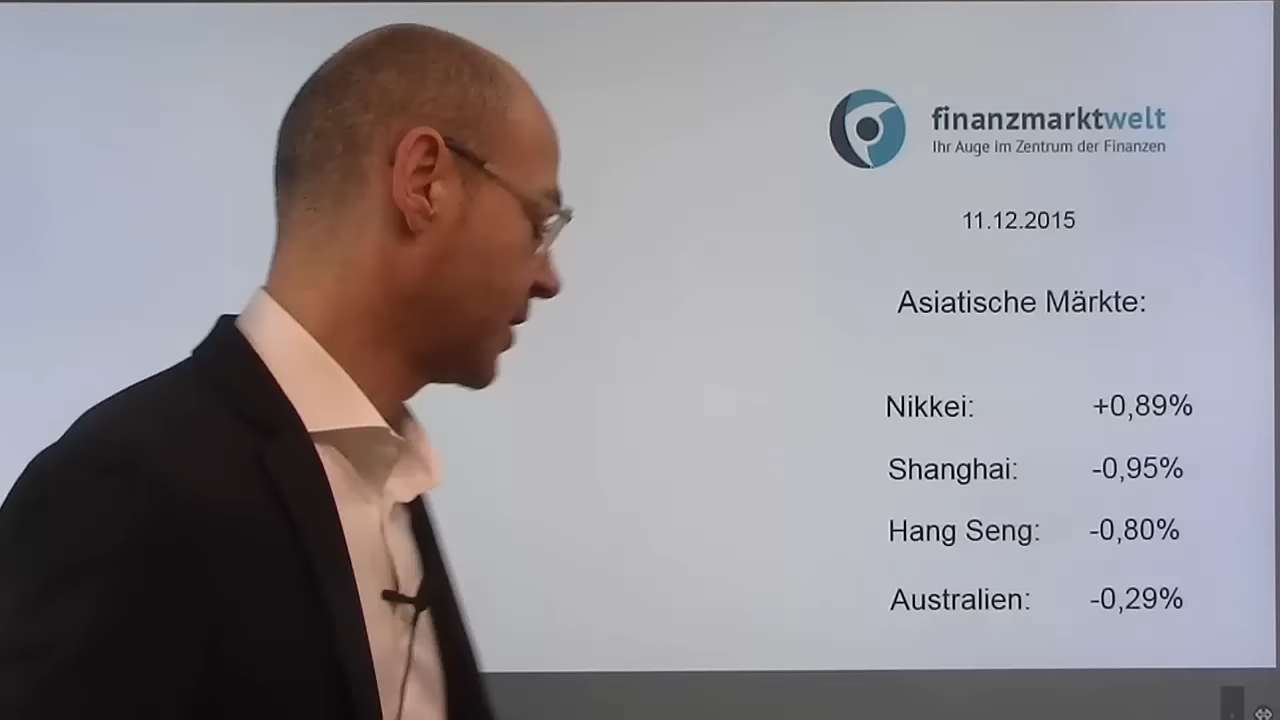 finanzmarktwelt
Ihr Auge im Zentrum der Finanzen
11.12.2015
Asiatische Märkte:
Nikkei: +0,89%
Shanghai: -0,95%
Hang Seng: -0,80%
Australien: -0,29%